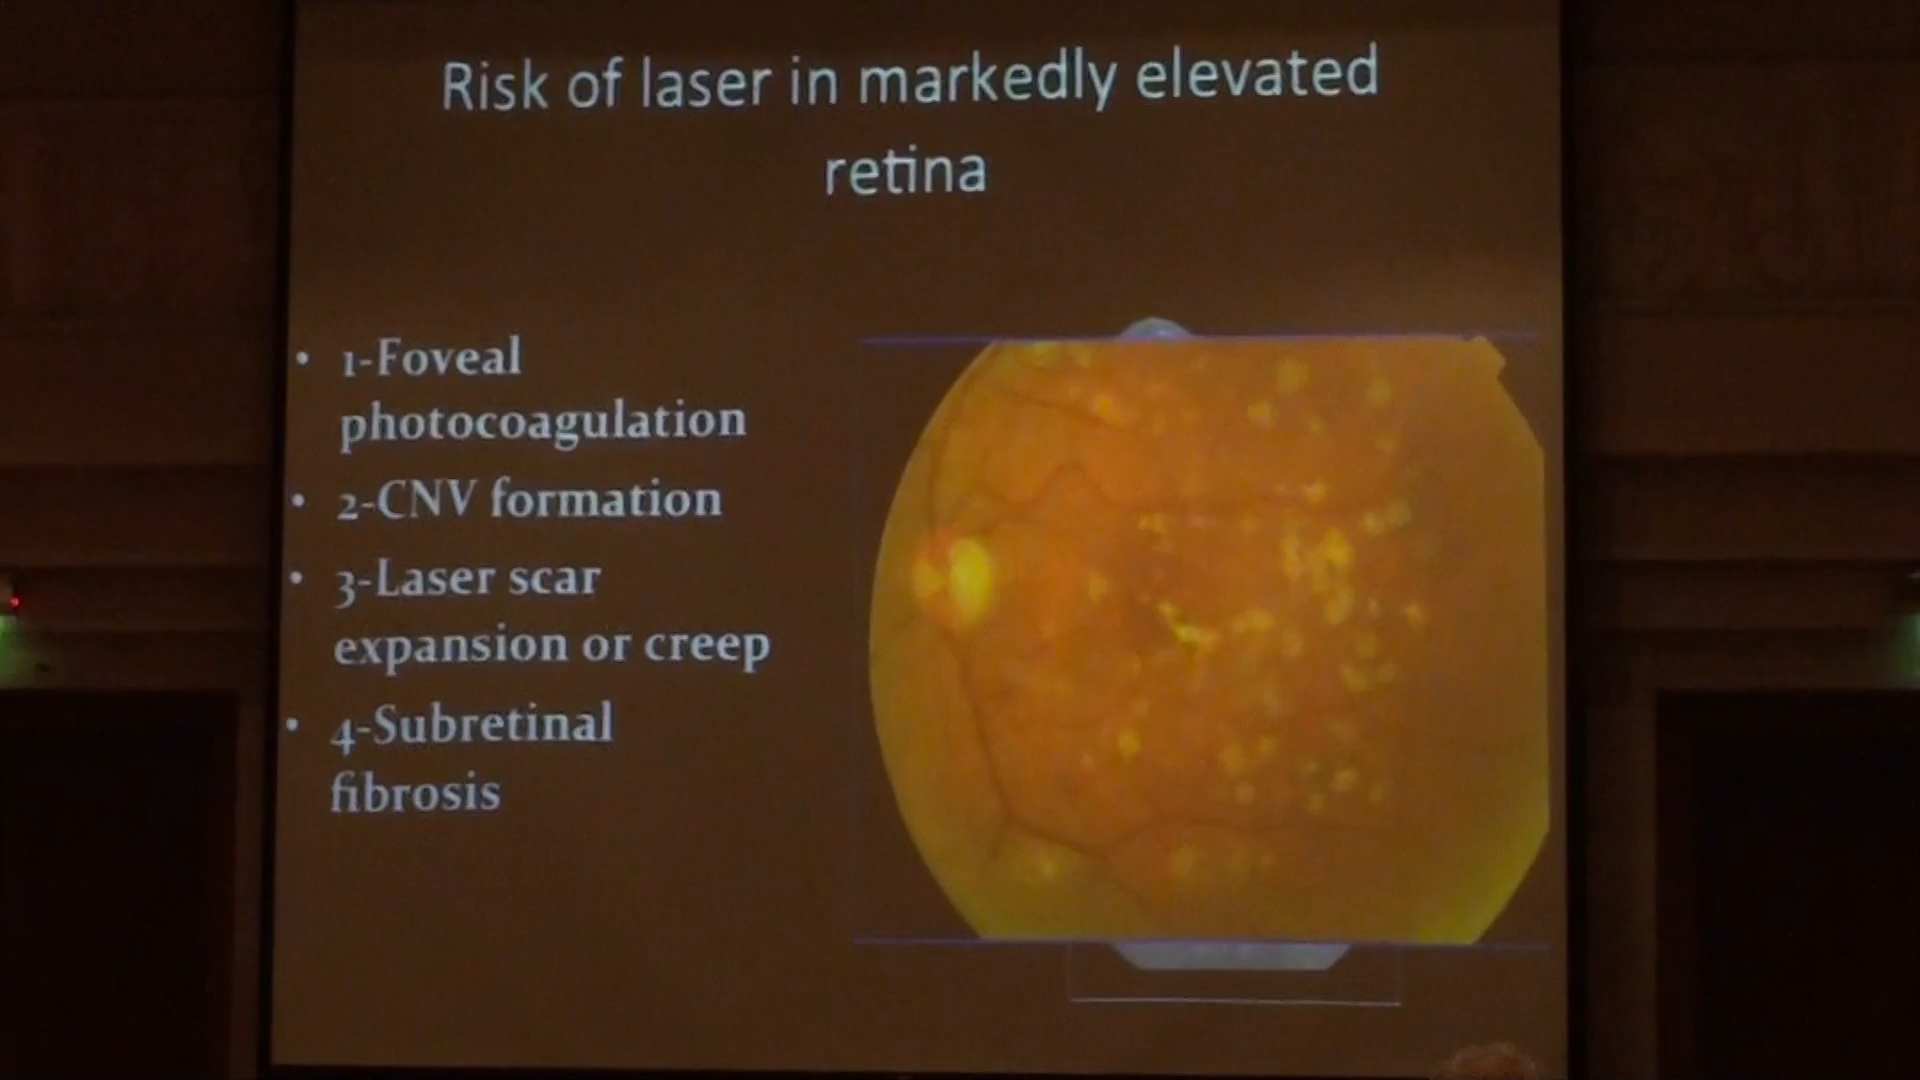 Risk of laser in markedly elevated
retina
• 1-Foveal
photocoagulation
• 2-CNV formation
• 3-Laser scar
expansion or creep
• 4-Subretinal
fibrosis